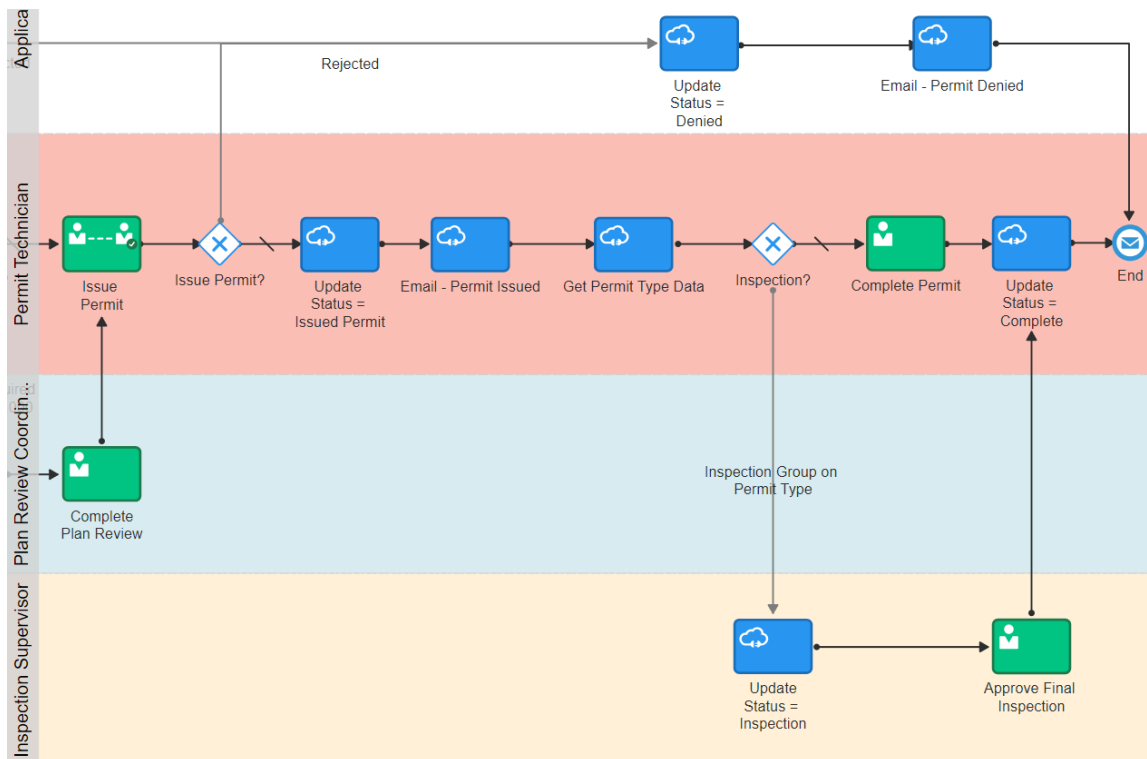 Applica
Rejected
Update
Status =
Denied
Email - Permit Denied
Permit Technician
Issue
Permit
Issue Permit?
Update
Status =
Issued Permit
Email - Permit Issued
Get Permit Type Data
Inspection?
Complete Permit
Update
Status =
Complete
End
Plan Review Coordin...
Complete
Plan Review
Inspection Group on
Permit Type
Inspection Supervisor
Update
Status =
Inspection
Approve Final
Inspection